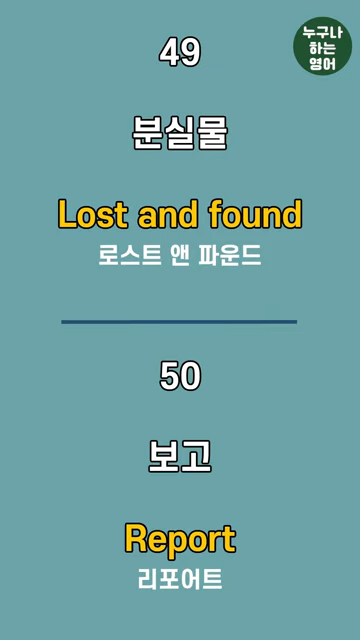 49
누구나
하는
영어
분실물
Lost and found
로스트 앤 파운드
50
보고
Report
리포어트